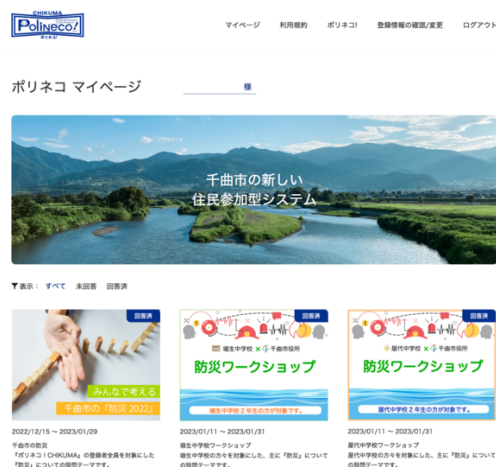 CHIKUMA
Polineco!
ポリネコ!
マイページ 利用規約 ポリネコ! 登録情報の確認/変更 ログアウト
ポリネコ マイページ
様
千曲市の新しい
住民参加型システム
表示: すべて 未回答 回答済
回答済
みんなで考える
千曲市の『防災 2022』
2022/12/15 ~ 2023/01/29
千曲市の防災
『ポリネコ!CHIKUMA』の登録者全員を対象にした
『防災』についての質問テーマです。
回答済
埴生中学校 × 千曲市役所
防災ワークショップ
埴生中学校 2 年生の方が対象です。
2023/01/11 ~ 2023/01/31
埴生中学校ワークショップ
埴生中学校の方々を対象にした、主に『防災』について
の質問テーマです。
回答済
屋代中学校 × 千曲市役所
防災ワークショップ
屋代中学校 2 年生の方が対象です。
2023/01/11 ~ 2023/01/31
屋代中学校ワークショップ
屋代中学校の方々を対象にした、主に『防災』について
の質問テーマです。